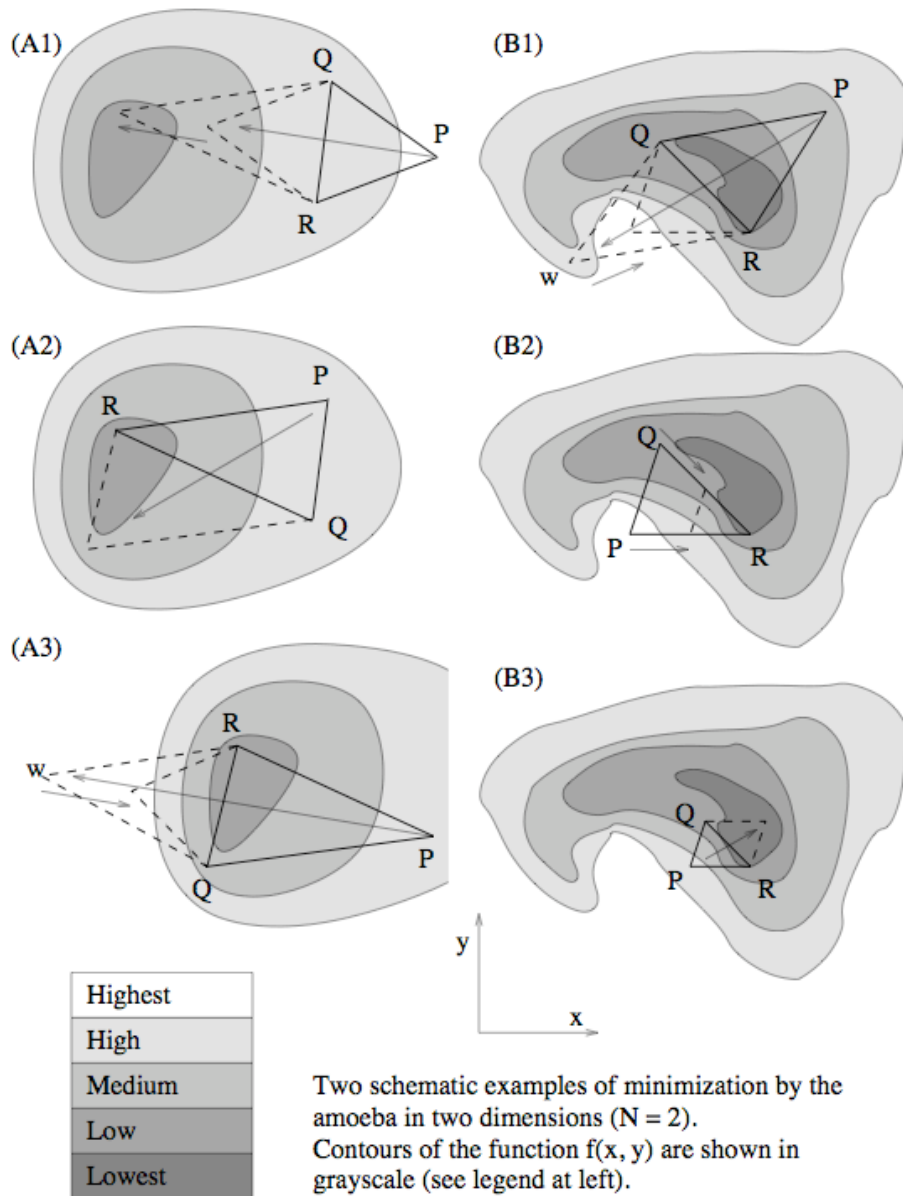 (A1)
Q
P
R
(B1)
P
Q
R
w
(A2)
P
R
Q
(B2)
Q
P
R
(A3)
R
w
P
Q
(B3)
Q
P
R
y
x
Highest
High
Medium
Low
Lowest
Two schematic examples of minimization by the
amoeba in two dimensions (N = 2).
Contours of the function f(x, y) are shown in
grayscale (see legend at left).